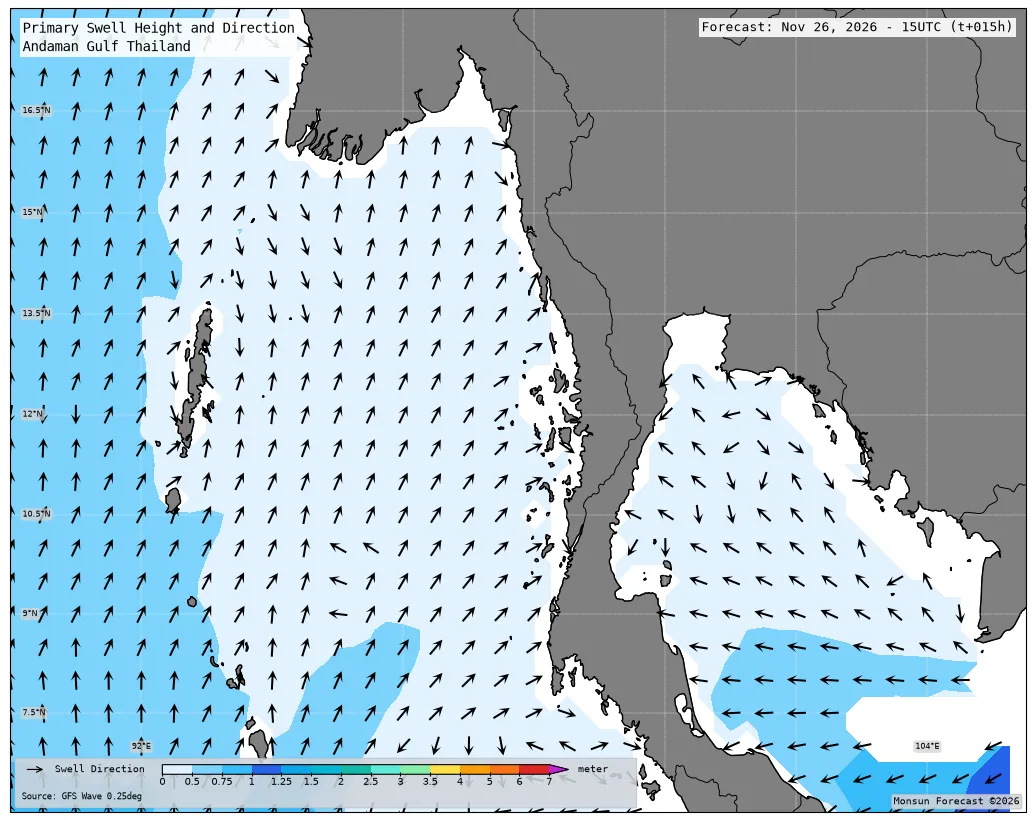 Primary Swell Height and Direction
Andaman Gulf Thailand
Forecast: Nov 26, 2026 - 15UTC (t+015h)
16.5°N
15°N
13.5°N
12°N
10.5°N
9°N
7.5°N
92°E
104°E
Swell Direction
meter
0 0.5 0.75 1 1.25 1.5 2 2.5 3 3.5 4 5 6 7
Source: GFS Wave 0.25deg
Monsun Forecast ©2026